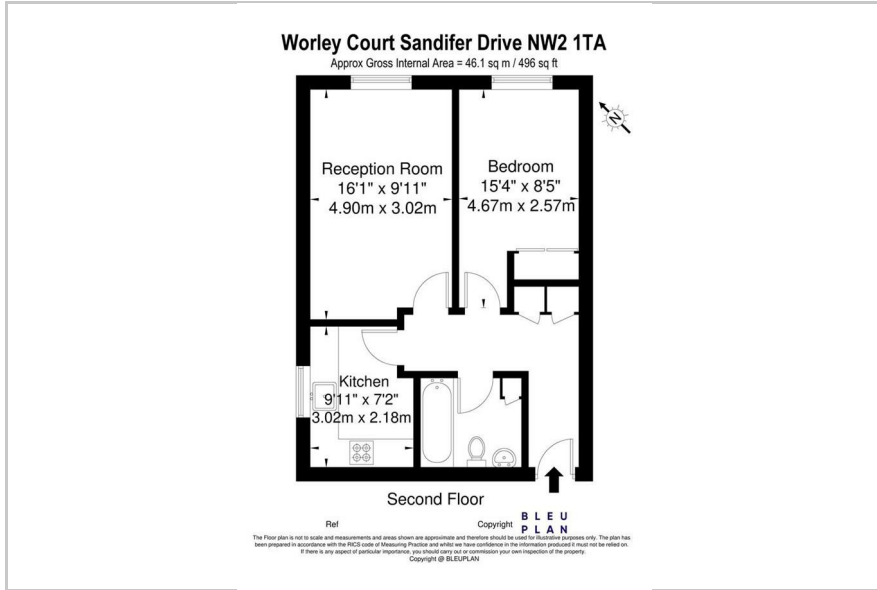 Worley Court Sandifer Drive NW2 1TA
Approx Gross Internal Area = 46.1 sq m / 496 sq ft
N
Reception Room
16'1" x 9'11"
4.90m x 3.02m
Bedroom
15'4" x 8'5"
4.67m x 2.57m
Kitchen
9'11" x 7'2"
3.02m x 2.18m
Second Floor
Ref
Copyright
BLEU
PLAN
The Floor plan is not to scale and measurements and areas shown are approximate and therefore should be used for illustrative purposes only. The plan has
been prepared in accordance with the RICS code of Measuring Practice and whilst we have confidence in the information produced it must not be relied on.
If there is any aspect of particular importance, you should carry out or commission your own inspection of the property.
Copyright @ BLEUPLAN